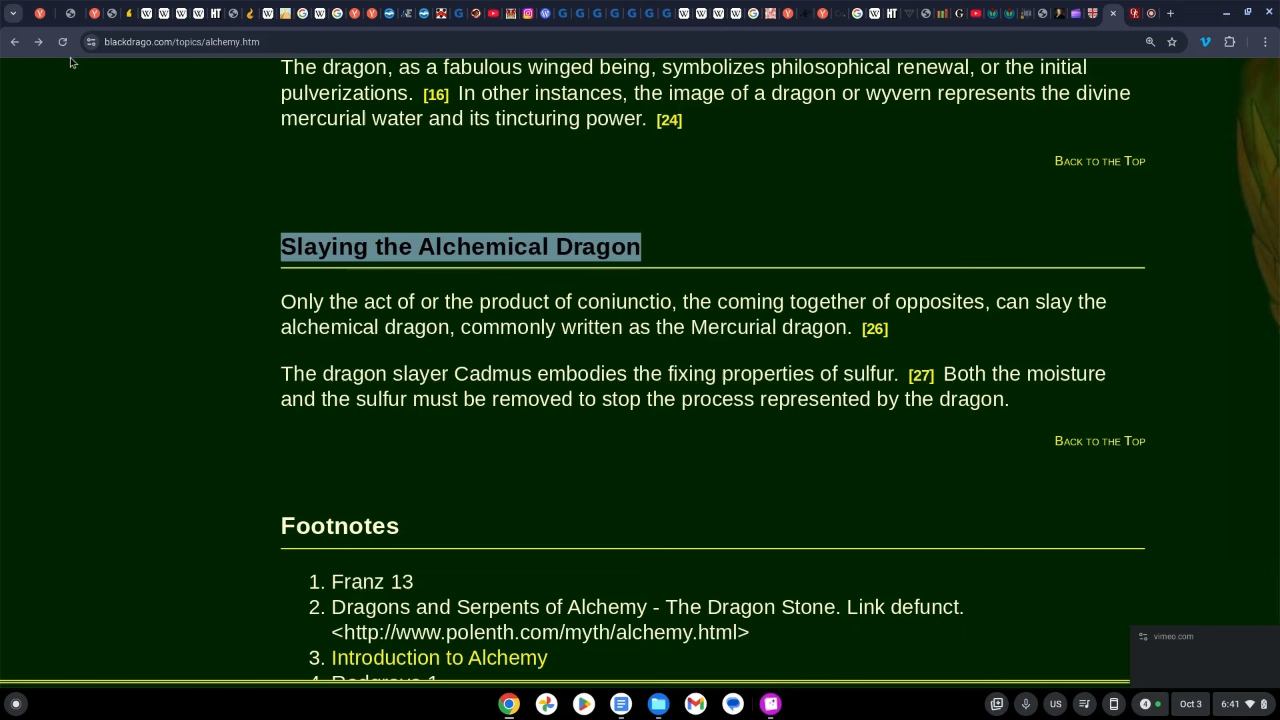 blackdrago.com/topics/alchemy.htm
The dragon, as a fabulous winged being, symbolizes philosophical renewal, or the initial
pulverizations. [16] In other instances, the image of a dragon or wyvern represents the divine
mercurial water and its tincturing power. [24]
Back to the Top
Slaying the Alchemical Dragon
Only the act of or the product of coniunctio, the coming together of opposites, can slay the
alchemical dragon, commonly written as the Mercurial dragon. [26]
The dragon slayer Cadmus embodies the fixing properties of sulfur. [27] Both the moisture
and the sulfur must be removed to stop the process represented by the dragon.
Back to the Top
Footnotes
1. Franz 13
2. Dragons and Serpents of Alchemy - The Dragon Stone. Link defunct.
<http://www.polenth.com/myth/alchemy.html>
vimeo.com
3. Introduction to Alchemy
US
4
Oct 3
6:41